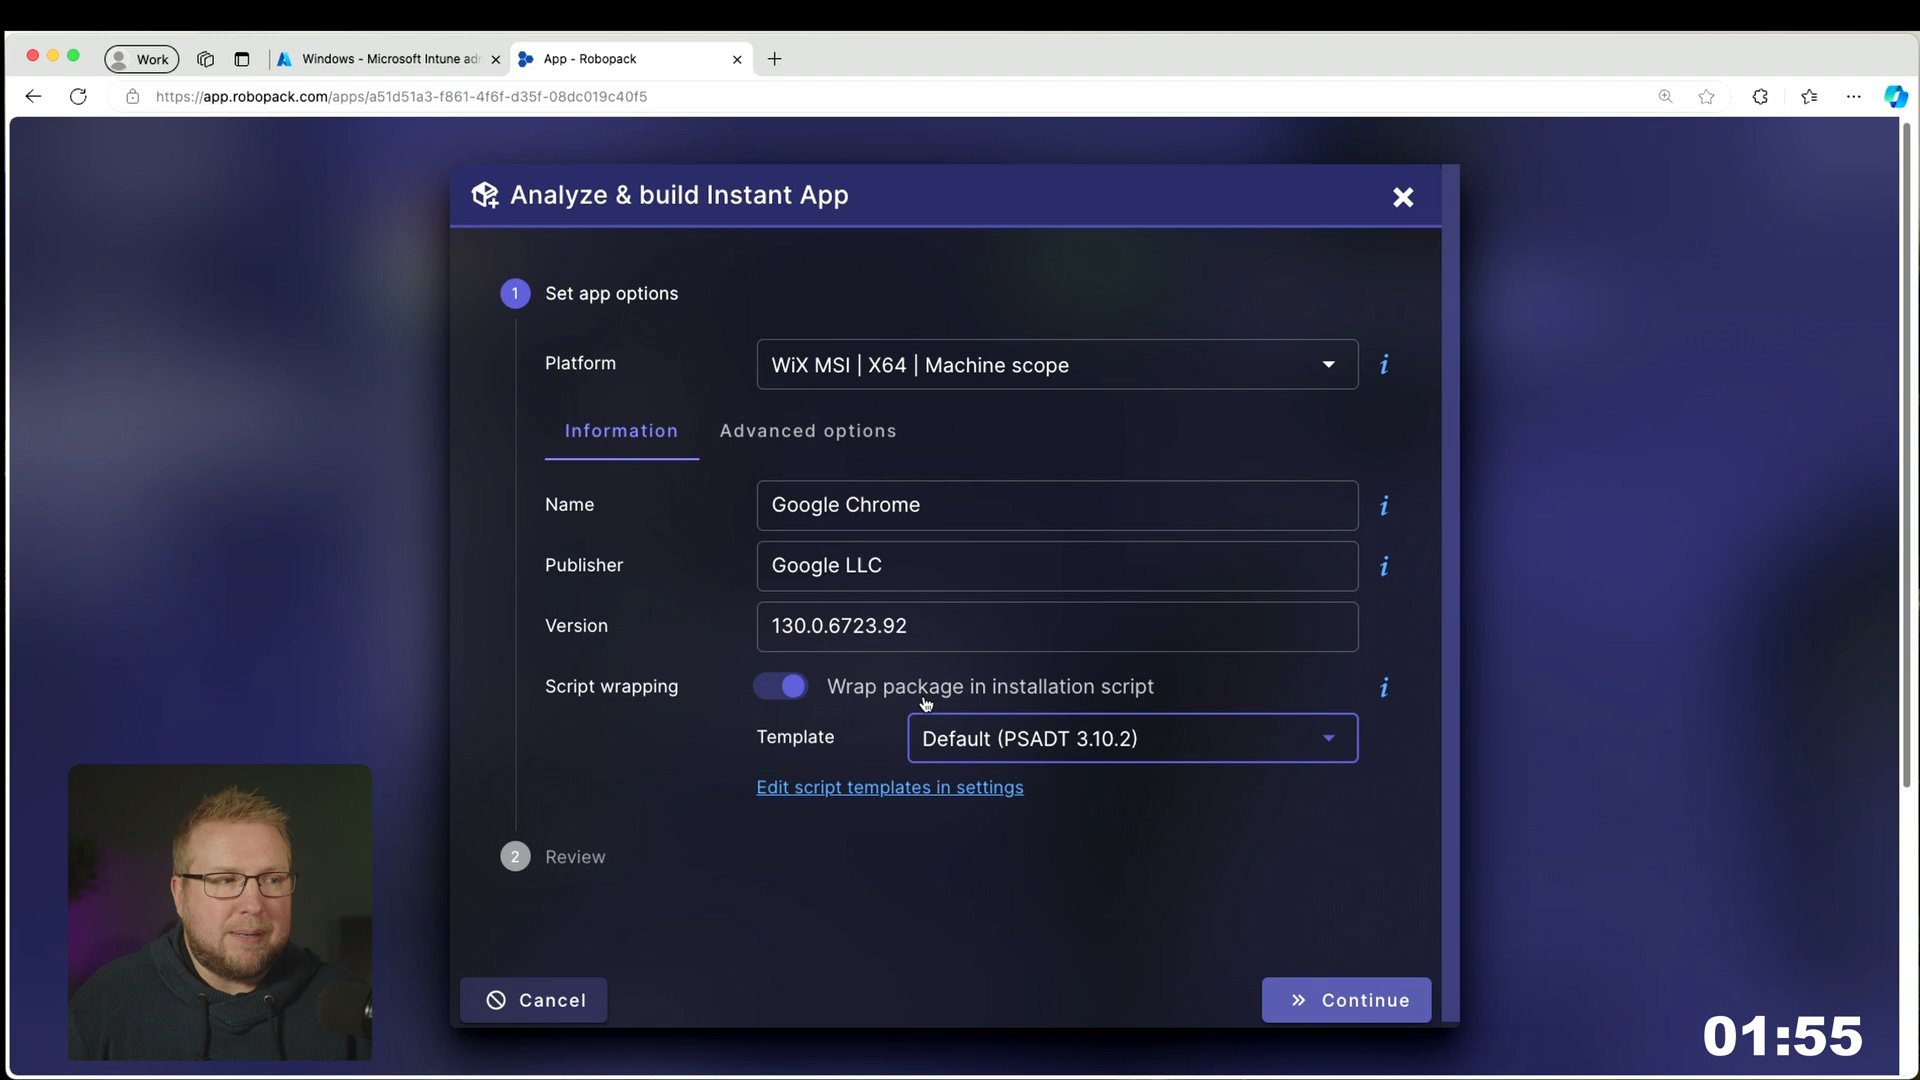 Work
Windows - Microsoft Intune ad
App - Robopack
https://app.robopack.com/apps/a51d51a3-f861-4f6f-d35f-08dc019c40f5
Analyze & build Instant App
1 Set app options
Platform
WiX MSI | X64 | Machine scope
i
Information
Advanced options
Name
Google Chrome
i
Publisher
Google LLC
i
Version
130.0.6723.92
Script wrapping
Wrap package in installation script
i
Template
Default (PSADT 3.10.2)
Edit script templates in settings
2 Review
Cancel
Continue
01:55